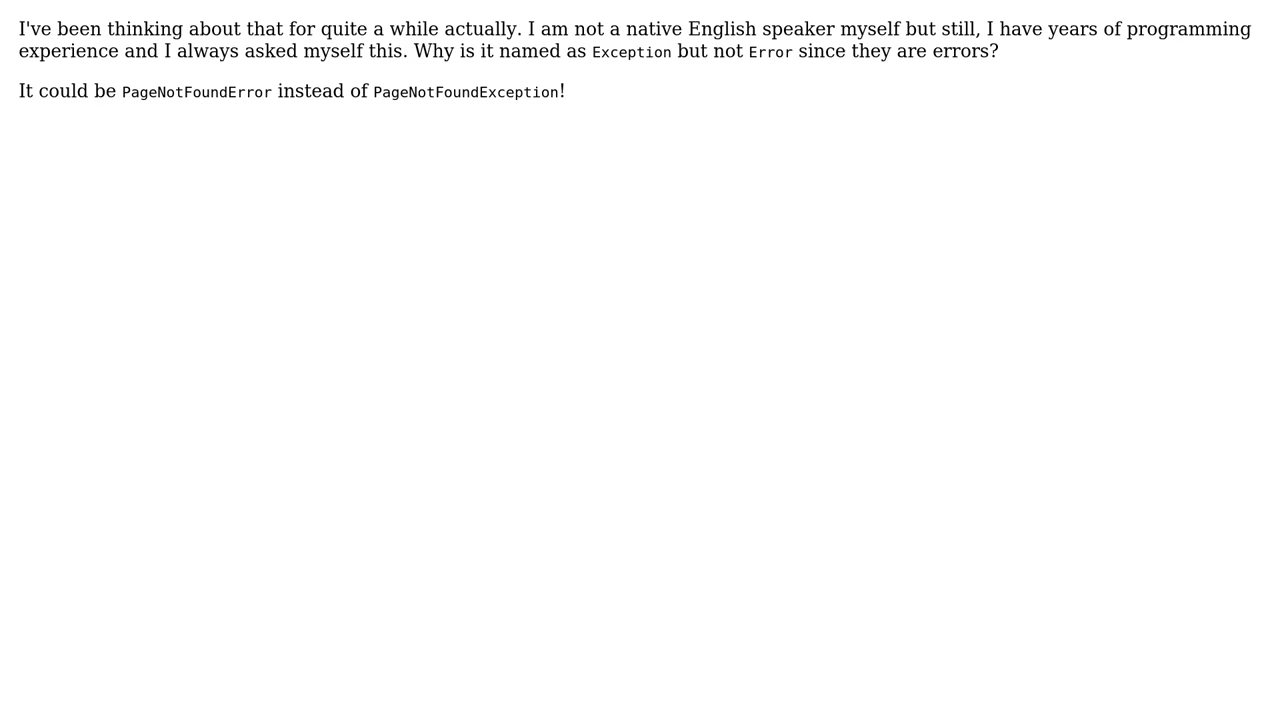 I've been thinking about that for quite a while actually. I am not a native English speaker myself but still, I have years of programming
experience and I always asked myself this. Why is it named as Exception but not Error since they are errors?
It could be PageNotFoundError instead of PageNotFoundException!